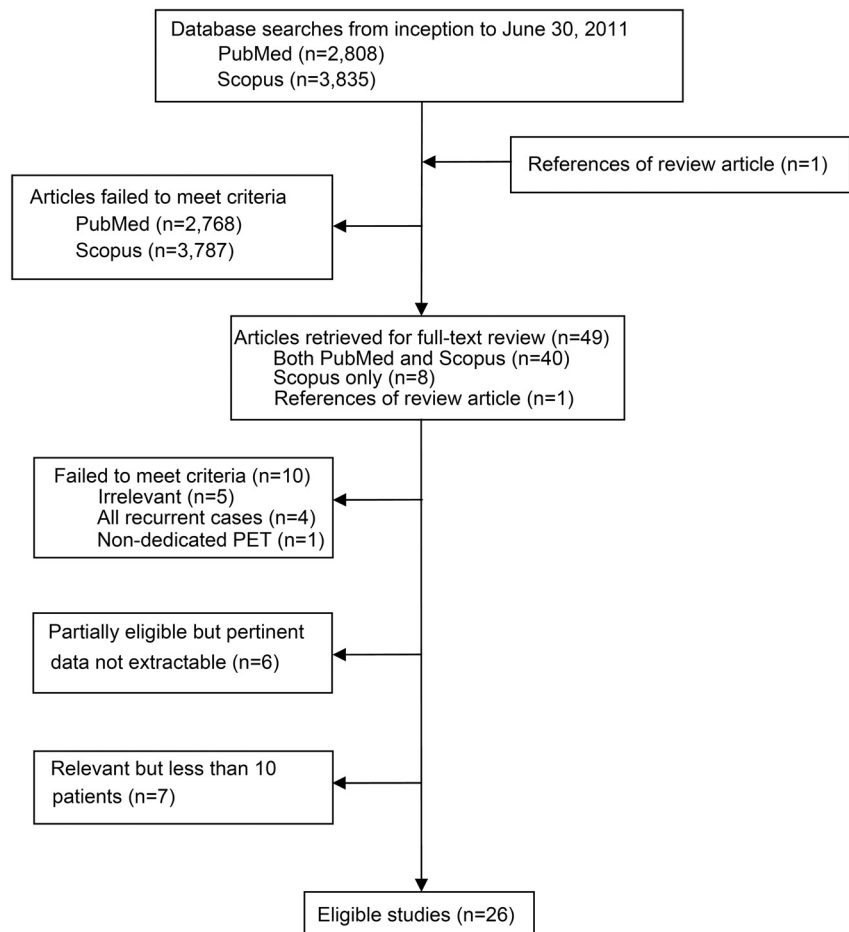 Database searches from inception to June 30, 2011
PubMed (n=2,808)
Scopus (n=3,835)
References of review article (n=1)
Articles failed to meet criteria
PubMed (n=2,768)
Scopus (n=3,787)
Articles retrieved for full-text review (n=49)
Both PubMed and Scopus (n=40)
Scopus only (n=8)
References of review article (n=1)
Failed to meet criteria (n=10)
Irrelevant (n=5)
All recurrent cases (n=4)
Non-dedicated PET (n=1)
Partially eligible but pertinent
data not extractable (n=6)
Relevant but less than 10
patients (n=7)
Eligible studies (n=26)